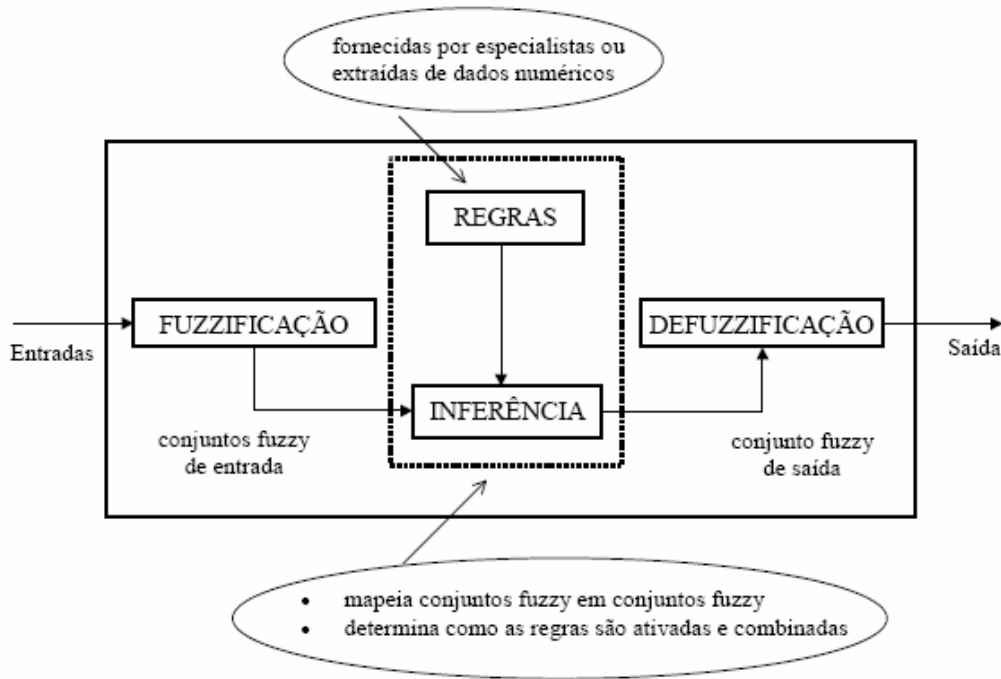 fornecidas por especialistas ou
extraídas de dados numéricos
REGRAS
FUZZIFICAÇÃO
DEFUZZIFICAÇÃO
Entradas
Saída
INFERÊNCIA
conjuntos fuzzy
de entrada
conjunto fuzzy
de saída
• mapeia conjuntos fuzzy em conjuntos fuzzy
• determina como as regras são ativadas e combinadas